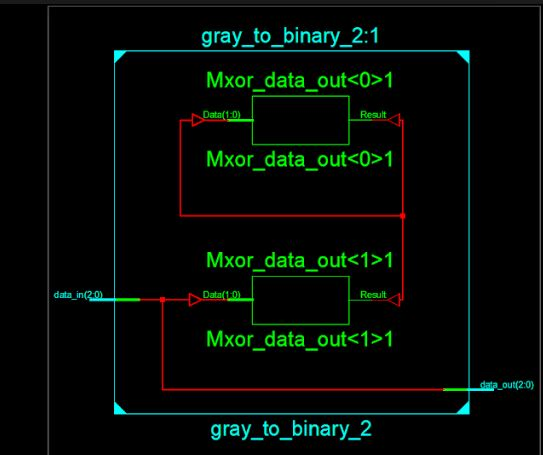 gray_to_binary_2:1
Mxor_data_out<0>1
Data(1:0)
Result
Mxor_data_out<0>1
Mxor_data_out<1>1
data_in(2:0)
Data(1:0)
Result
Mxor_data_out<1>1
data_out(2:0)
gray_to_binary_2